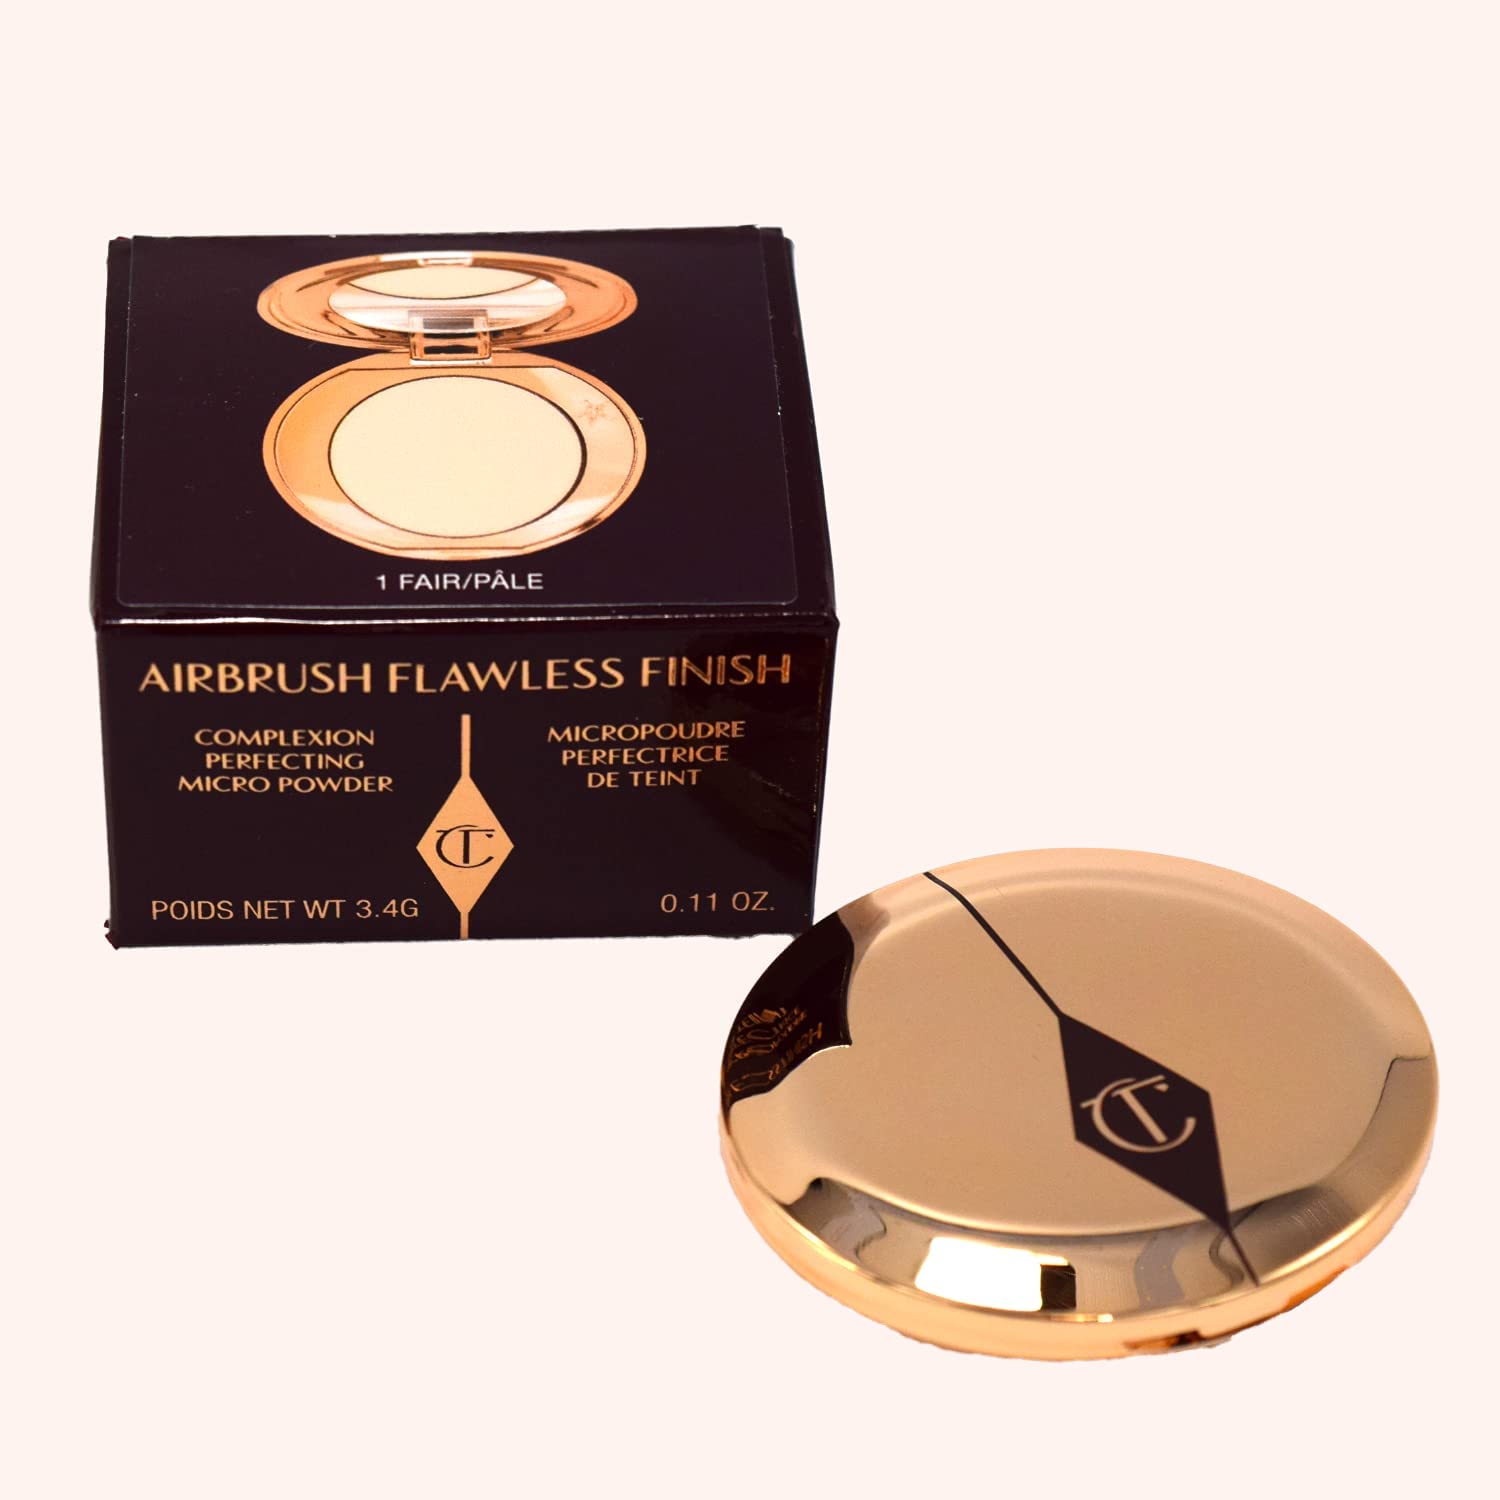 1 FAIR/PÂLE
AIRBRUSH FLAWLESS FINISH
COMPLEXION
PERFECTING
MICRO POWDER
MICROPOUDRE
PERFECTRICE
DE TEINT
CT
POIDS NET WT 3.4G
0.11 OZ.
CT